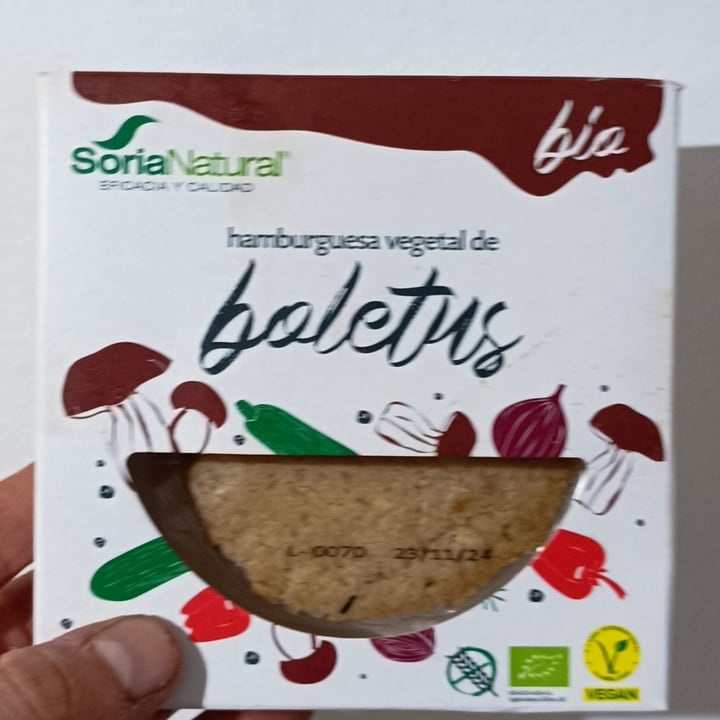 bio
SoriaNatural®
EFICACIA Y CALIDAD
hamburguesa vegetal de
boletus
L-0070 23/11/24
VEGAN